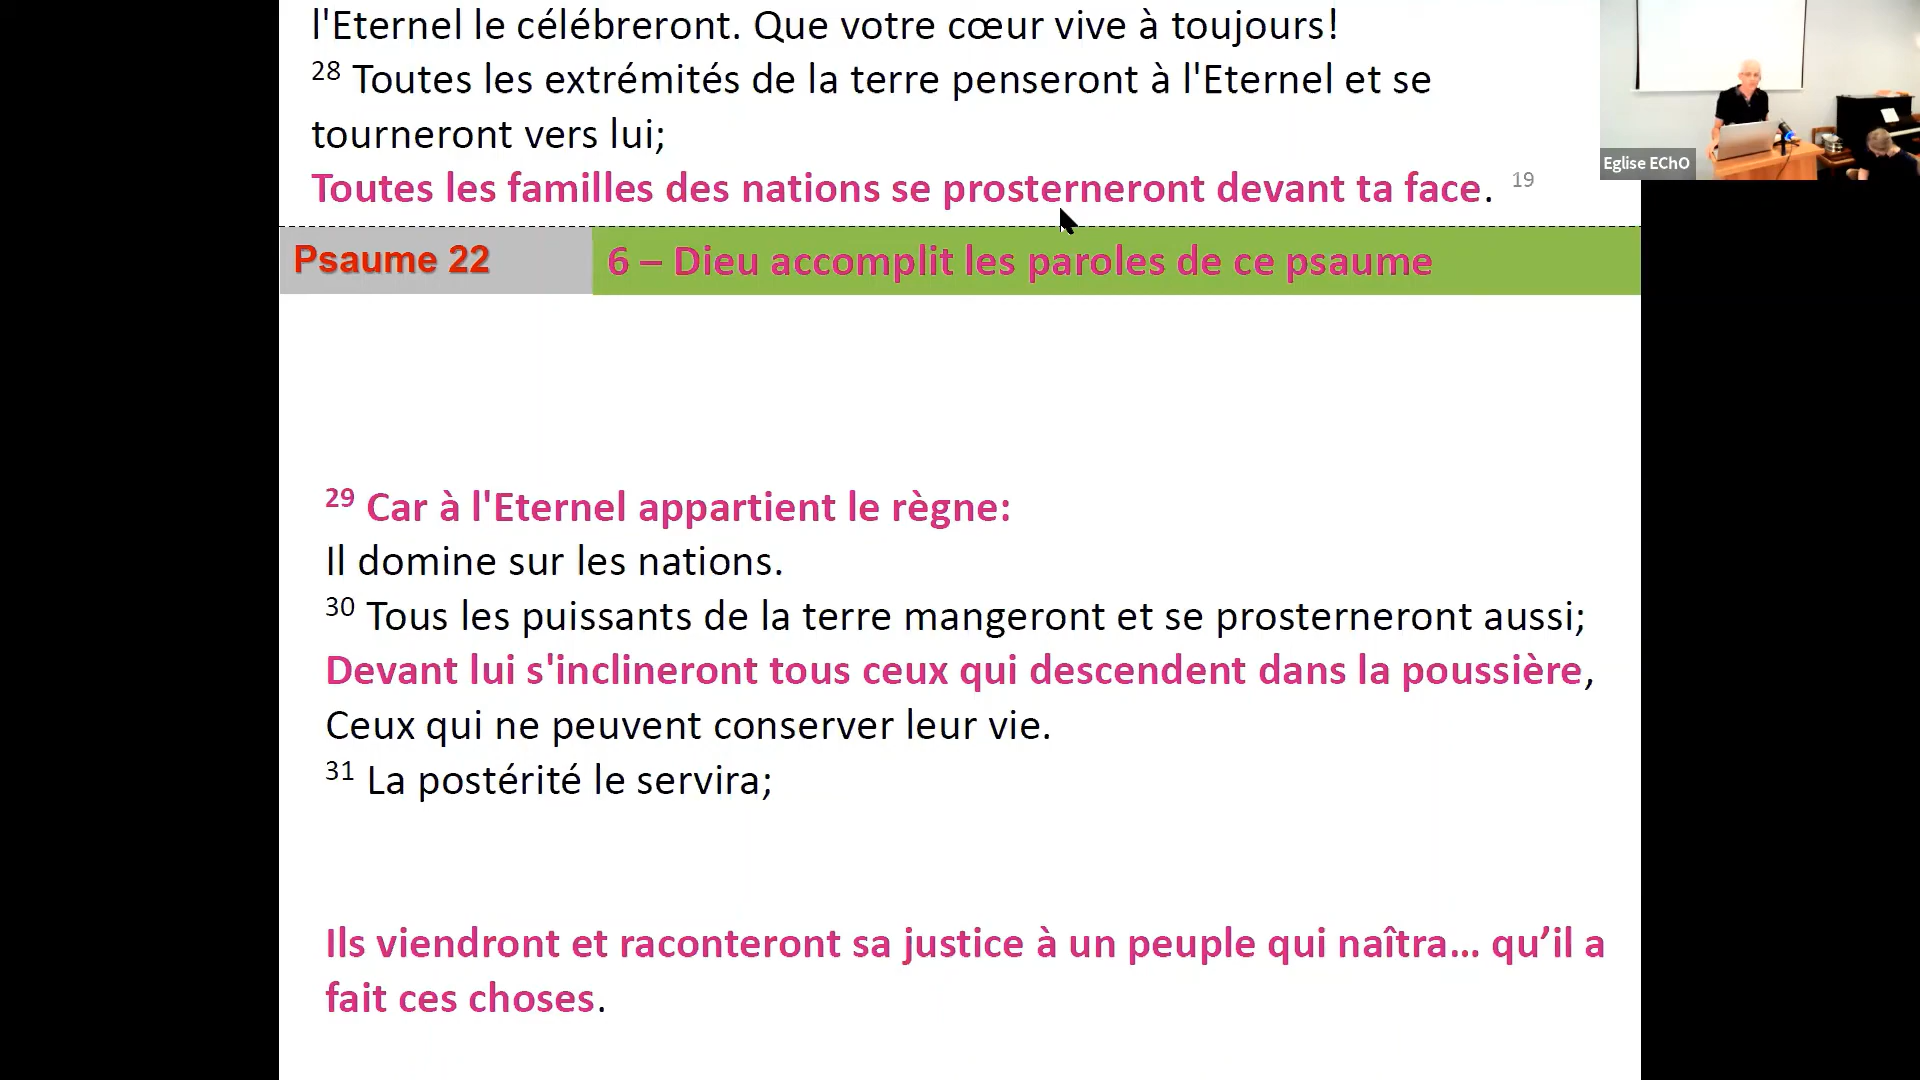 l'Eternel le célébreront. Que votre cœur vive à toujours!
28 Toutes les extrémités de la terre penseront à l'Eternel et se
tourneront vers lui;
Toutes les familles des nations se prosterneront devant ta face. 19
Eglise EChO
Psaume 22
6 – Dieu accomplit les paroles de ce psaume
29 Car à l'Eternel appartient le règne:
Il domine sur les nations.
30 Tous les puissants de la terre mangeront et se prosterneront aussi;
Devant lui s'inclineront tous ceux qui descendent dans la poussière,
Ceux qui ne peuvent conserver leur vie.
31 La postérité le servira;
Ils viendront et raconteront sa justice à un peuple qui naîtra... qu’il a
fait ces choses.